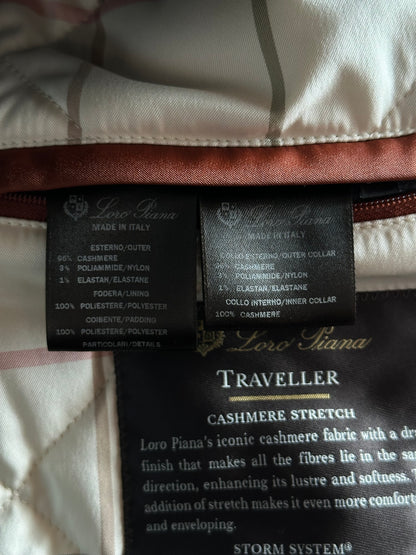 Loro Piana
MADE IN ITALY
ESTERNO/OUTER
96% CASHMERE
3% POLIAMMIDE/NYLON
1% ELASTAN/ELASTANE
FODERA/LINING
100% POLIESTERE/POLYESTER
COIBENTE/PADDING
100% POLIESTERE/POLYESTER
PARTICOLARI/DETAILS
Loro Piana
MADE IN ITALY
COLLO ESTERNO/OUTER COLLAR
96% CASHMERE
3% POLIAMMIDE/NYLON
1% ELASTAN/ELASTANE
COLLO INTERNO/INNER COLLAR
100% CASHMERE
Loro Piana
TRAVELLER
CASHMERE STRETCH
Loro Piana's iconic cashmere fabric with a
finish that makes all the fibres lie in the
direction, enhancing its lustre and softness.
addition of stretch makes it even more
and enveloping.
STORM SYSTEM®